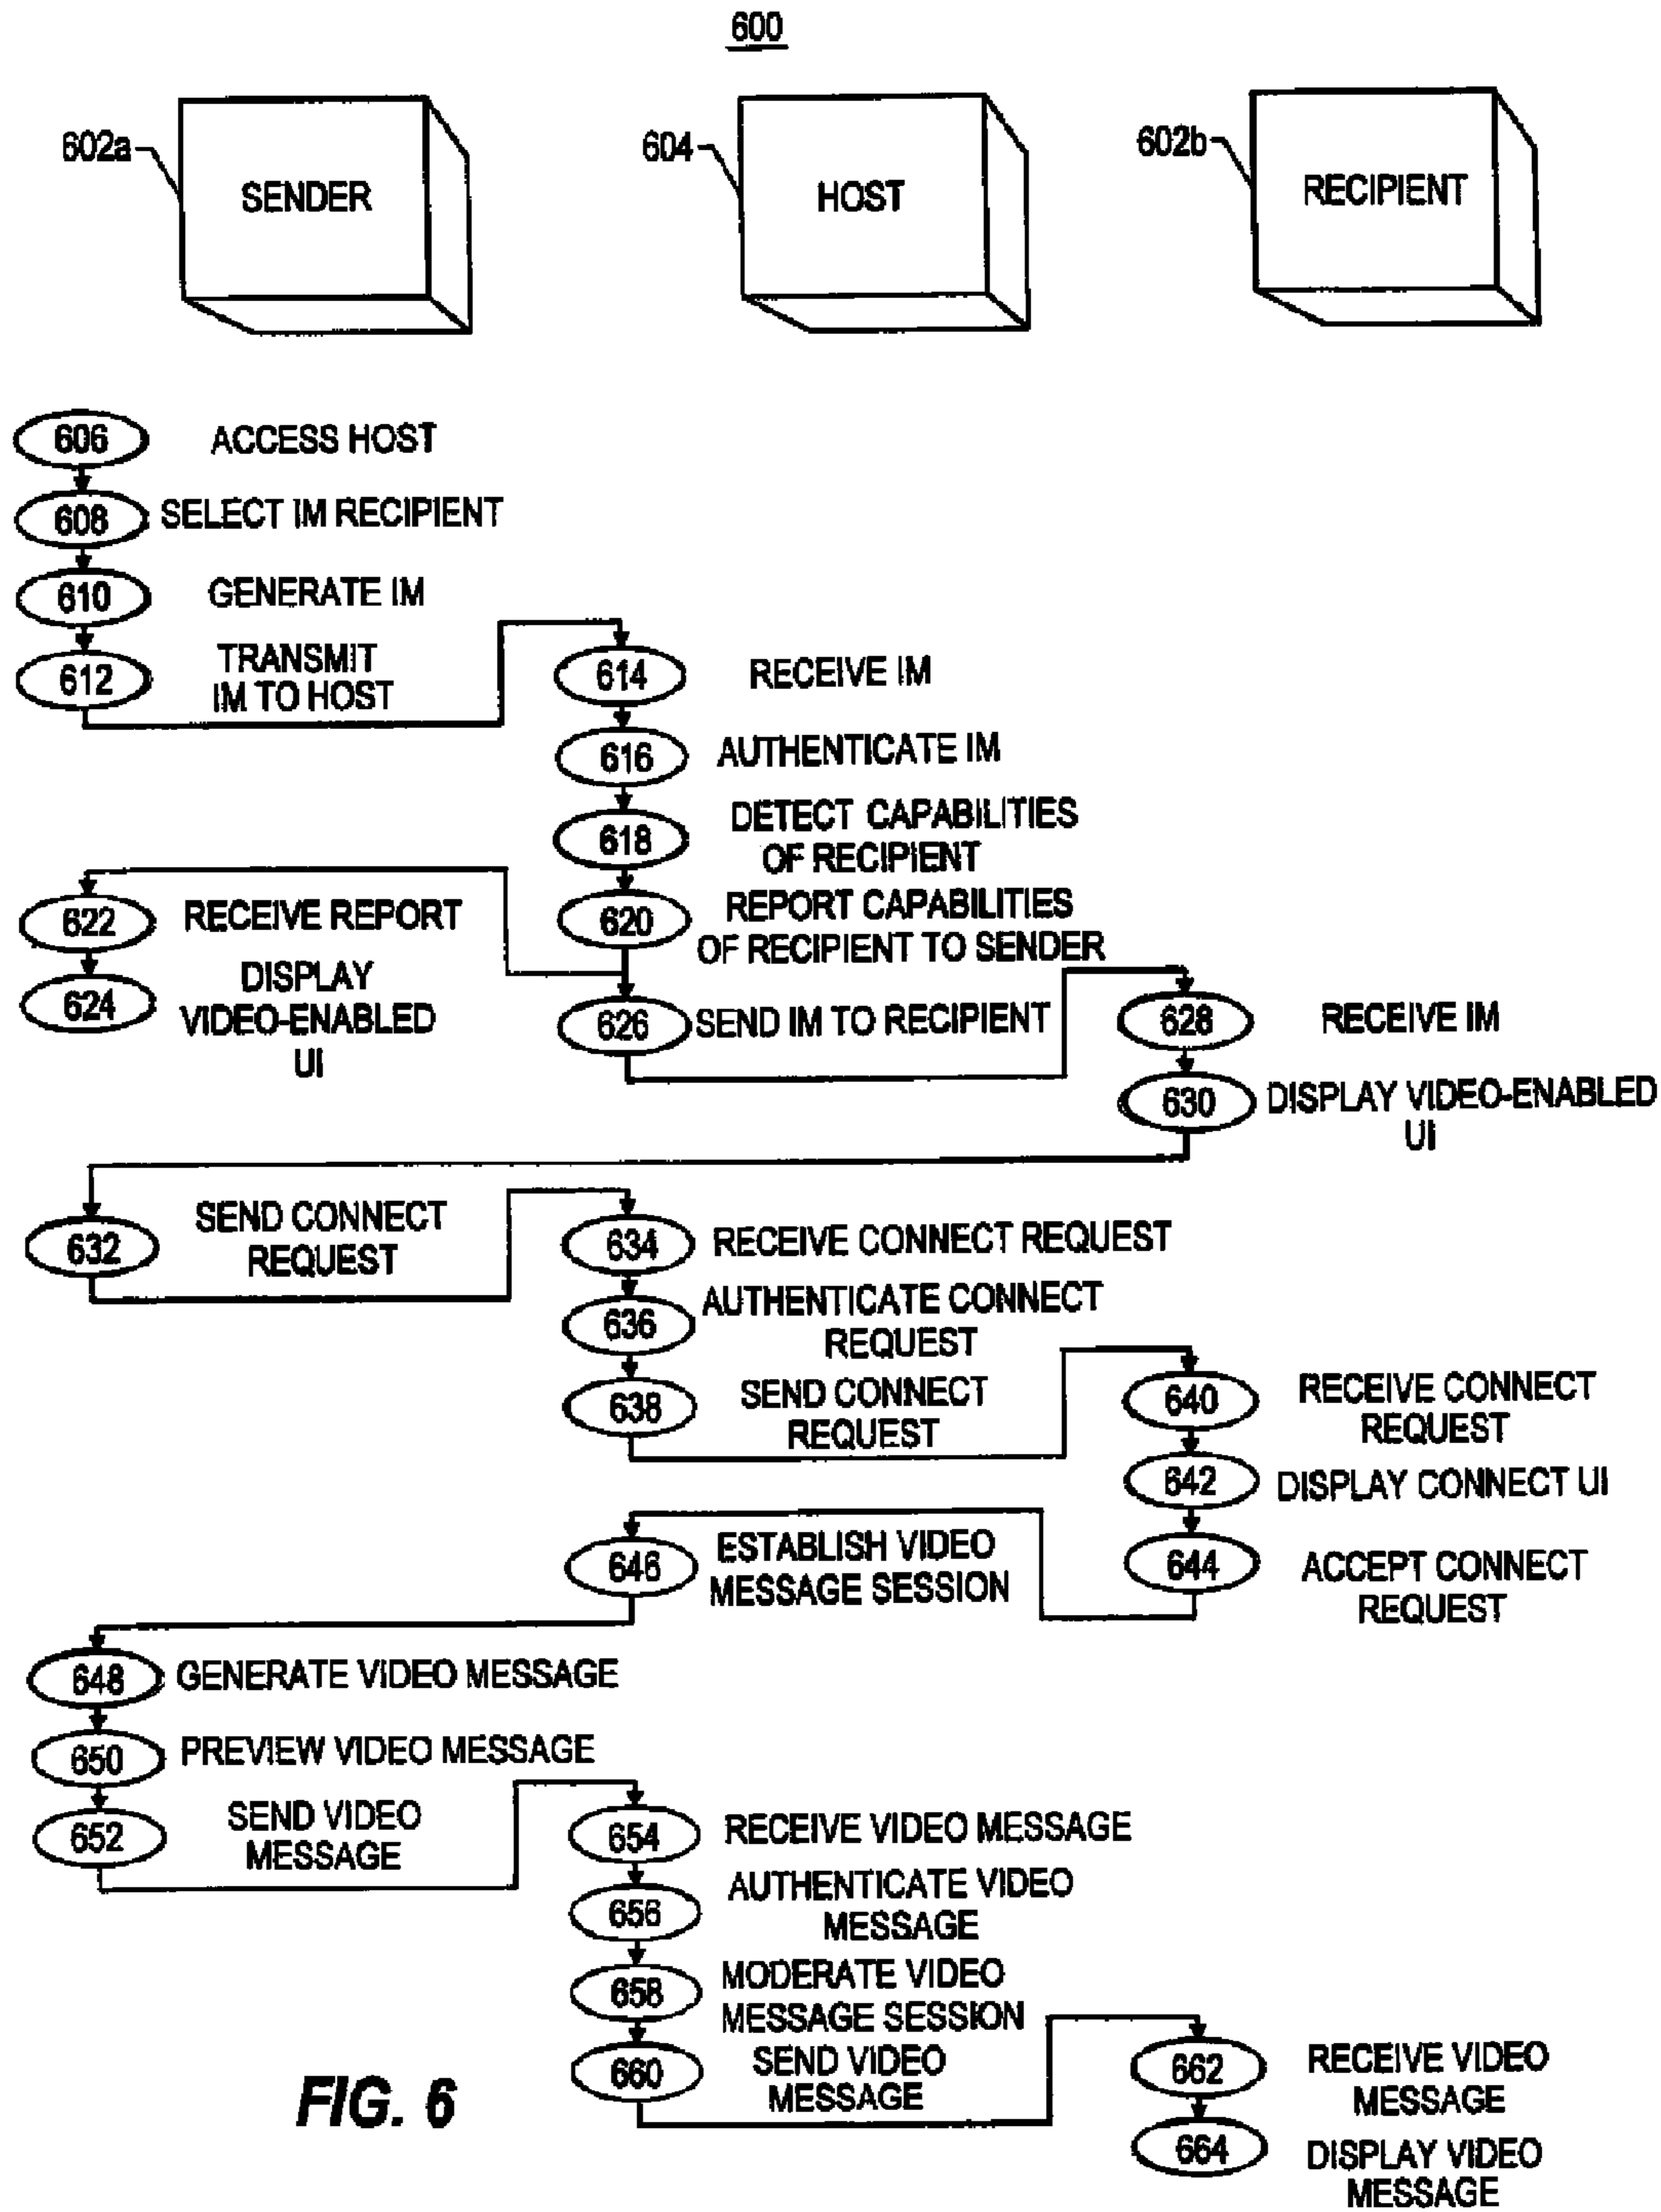 600
602a
SENDER
604
HOST
602b
RECIPIENT
606
ACCESS HOST
608
SELECT IM RECIPIENT
610
GENERATE IM
612
TRANSMIT
IM TO HOST
614
RECEIVE IM
616
AUTHENTICATE IM
618
DETECT CAPABILITIES
OF RECIPIENT
620
REPORT CAPABILITIES
OF RECIPIENT TO SENDER
622
RECEIVE REPORT
624
DISPLAY
VIDEO-ENABLED
UI
626
SEND IM TO RECIPIENT
628
RECEIVE IM
630
DISPLAY VIDEO-ENABLED
UI
632
SEND CONNECT
REQUEST
634
RECEIVE CONNECT REQUEST
636
AUTHENTICATE CONNECT
REQUEST
638
SEND CONNECT
REQUEST
640
RECEIVE CONNECT
REQUEST
642
DISPLAY CONNECT UI
644
ACCEPT CONNECT
REQUEST
646
ESTABLISH VIDEO
MESSAGE SESSION
648
GENERATE VIDEO MESSAGE
650
PREVIEW VIDEO MESSAGE
652
SEND VIDEO
MESSAGE
654
RECEIVE VIDEO MESSAGE
656
AUTHENTICATE VIDEO
MESSAGE
658
MODERATE VIDEO
MESSAGE SESSION
660
SEND VIDEO
MESSAGE
662
RECEIVE VIDEO
MESSAGE
664
DISPLAY VIDEO
MESSAGE
FIG. 6